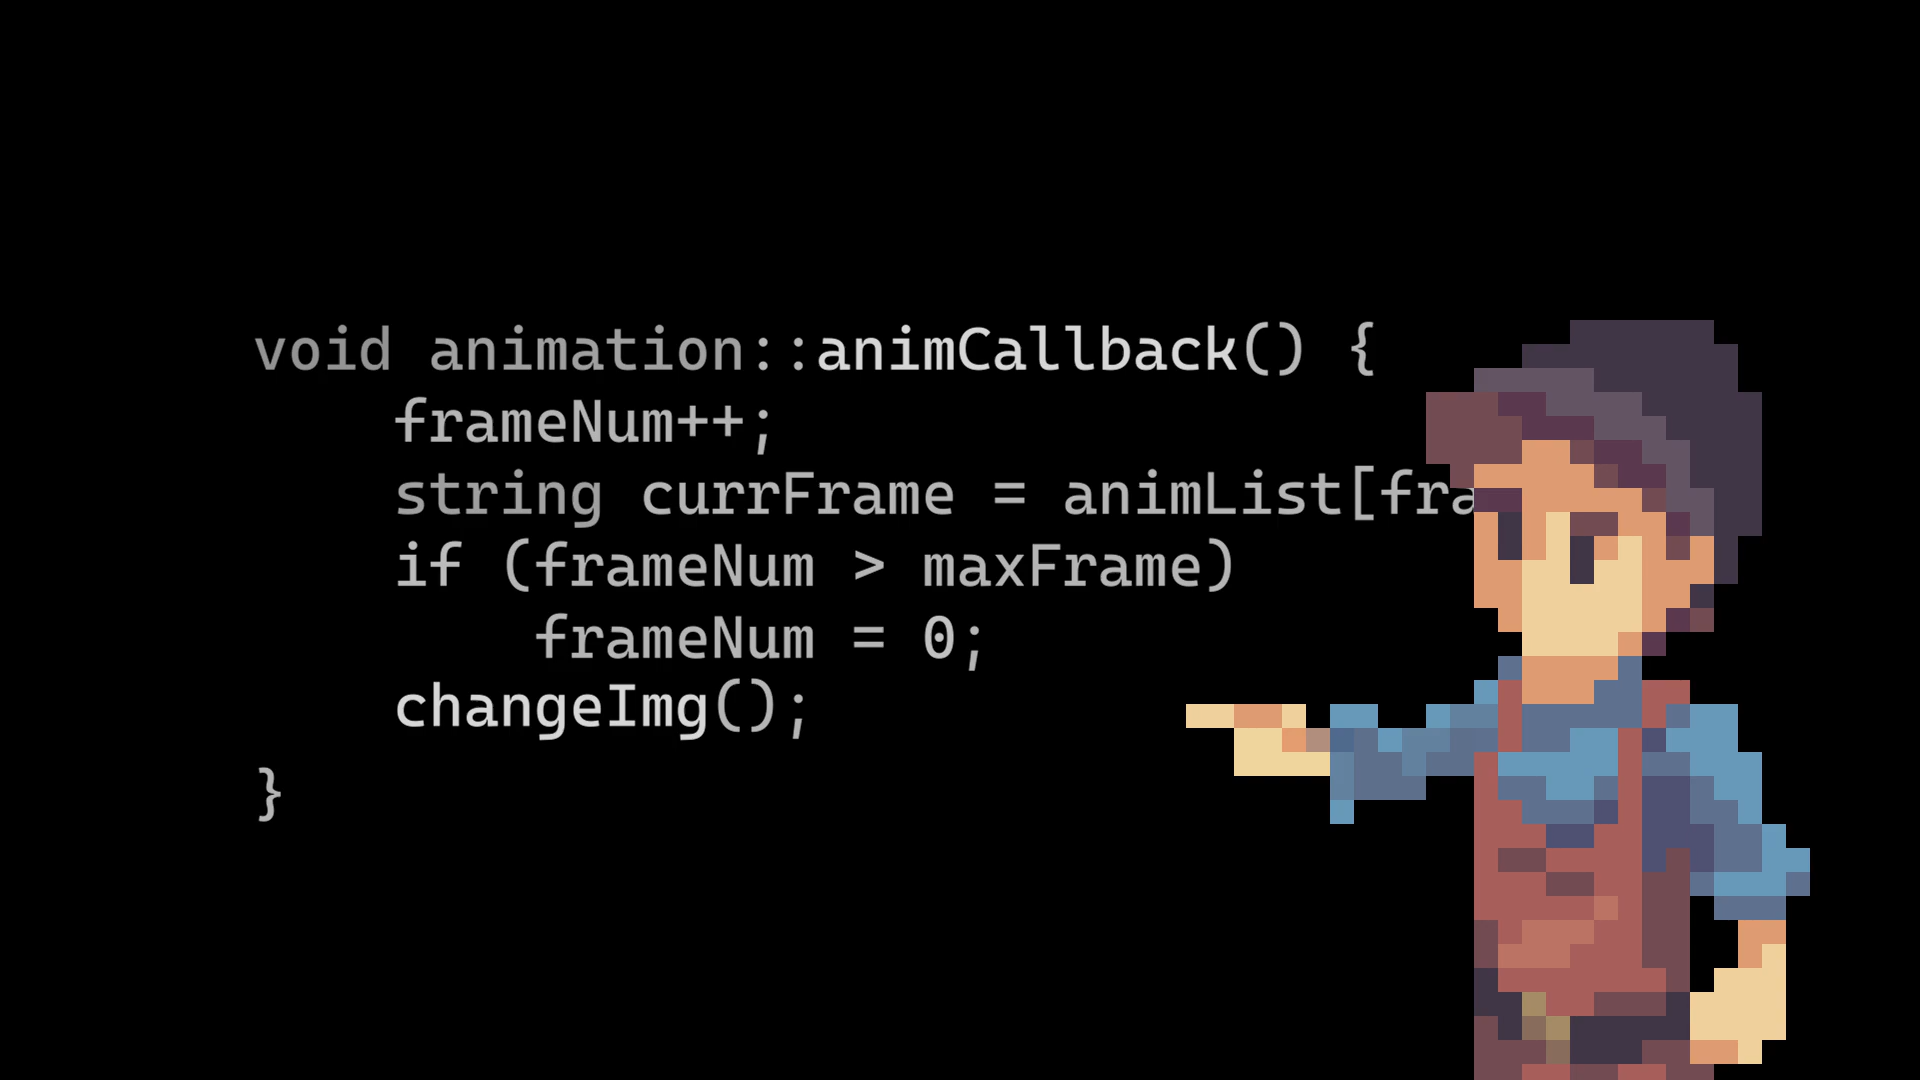 void animation::animCallback() {
frameNum++;
string currFrame = animList[fra
if (frameNum > maxFrame)
frameNum = 0;
changeImg();
}